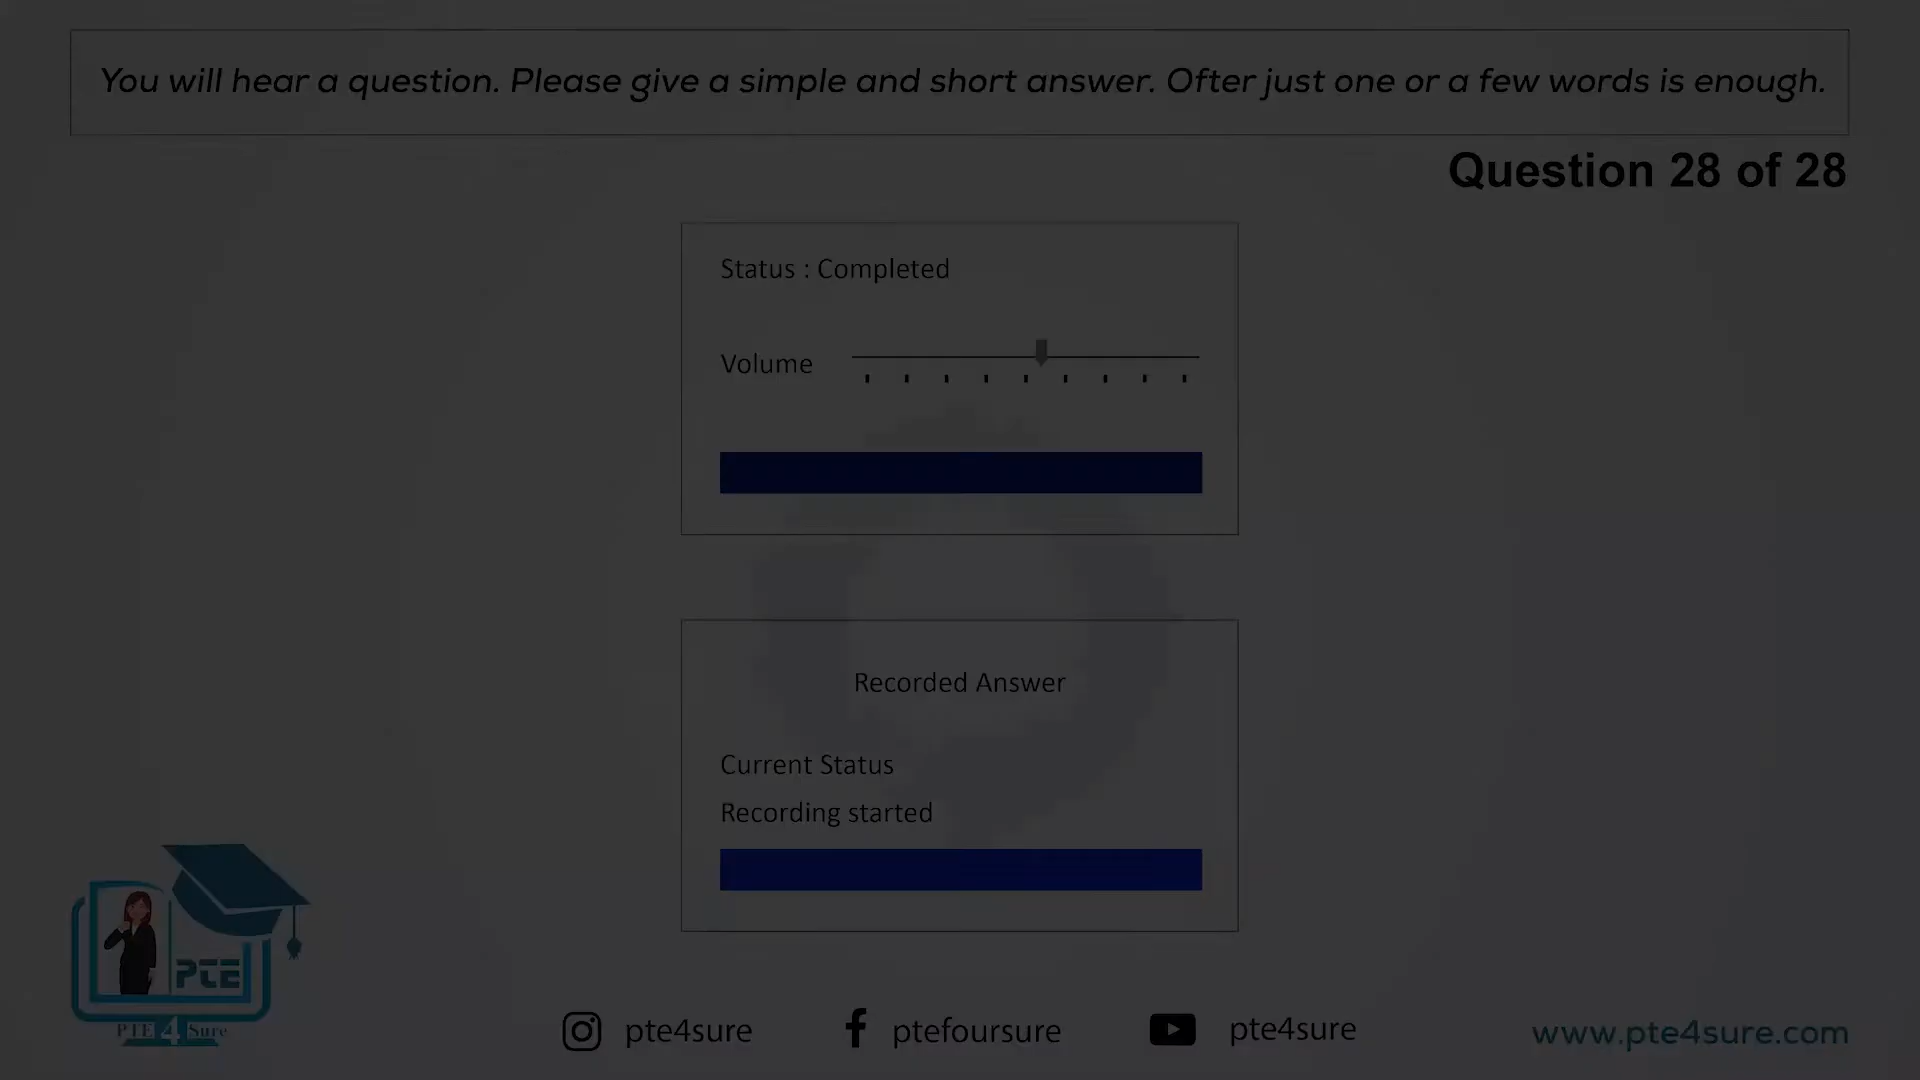 You will hear a question. Please give a simple and short answer. Ofter just one or a few words is enough.
Question 28 of 28
Status : Completed
Volume
Recorded Answer
Current Status
Recording started
PTE
PTE 4 Sure
pte4sure
ptefoursure
pte4sure
www.pte4sure.com